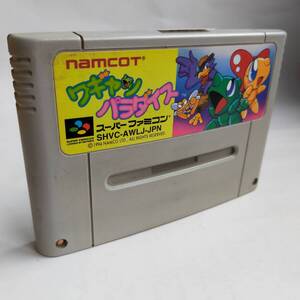 namcoT
ワギャン
パラダイス
スーパーファミコン
SHVC-AWLJ-JPN
©1994 NAMCO LTD., ALL RIGHTS RESERVED.